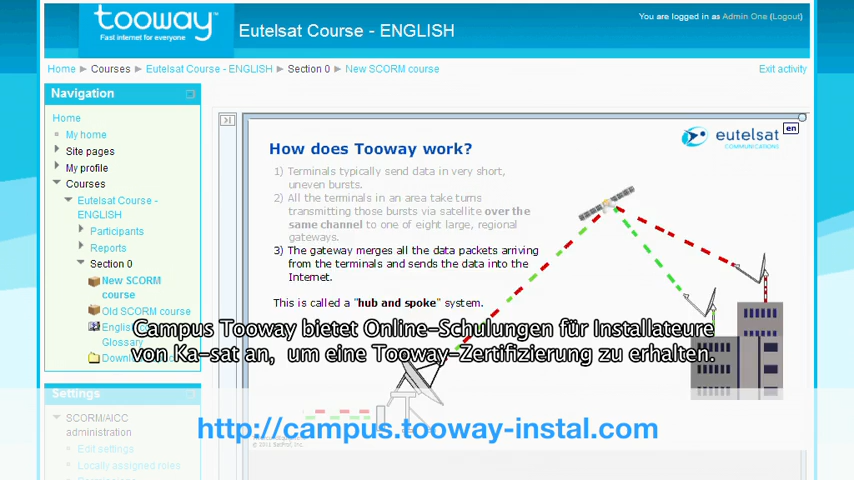 tooway™
Fast internet for everyone
Eutelsat Course - ENGLISH
You are logged in as Admin One (Logout)
Home Courses Eutelsat Course - ENGLISH Section 0 New SCORM course
Exit activity
Navigation
Home
My home
Site pages
My profile
Courses
Eutelsat Course -
ENGLISH
Participants
Reports
Section 0
New SCORM
course
Old SCORM course
Glossary
Settings
SCORM/AICC
administration
Edit settings
Locally assigned roles
eutelsat
COMMUNICATIONS
en
How does Tooway work?
1) Terminals typically send data in very short,
uneven bursts.
2) All the terminals in an area take turns
transmitting those bursts via satellite over the
same channel to one of eight large, regional
gateways.
3) The gateway merges all the data packets arriving
from the terminals and sends the data into the
Internet.
This is called a "hub and spoke" system.
Campus Tooway bietet Online-Schulungen für Installateure
von Ka-sat an, um eine Tooway-Zertifizierung zu erhalten.
http://campus.tooway-instal.com